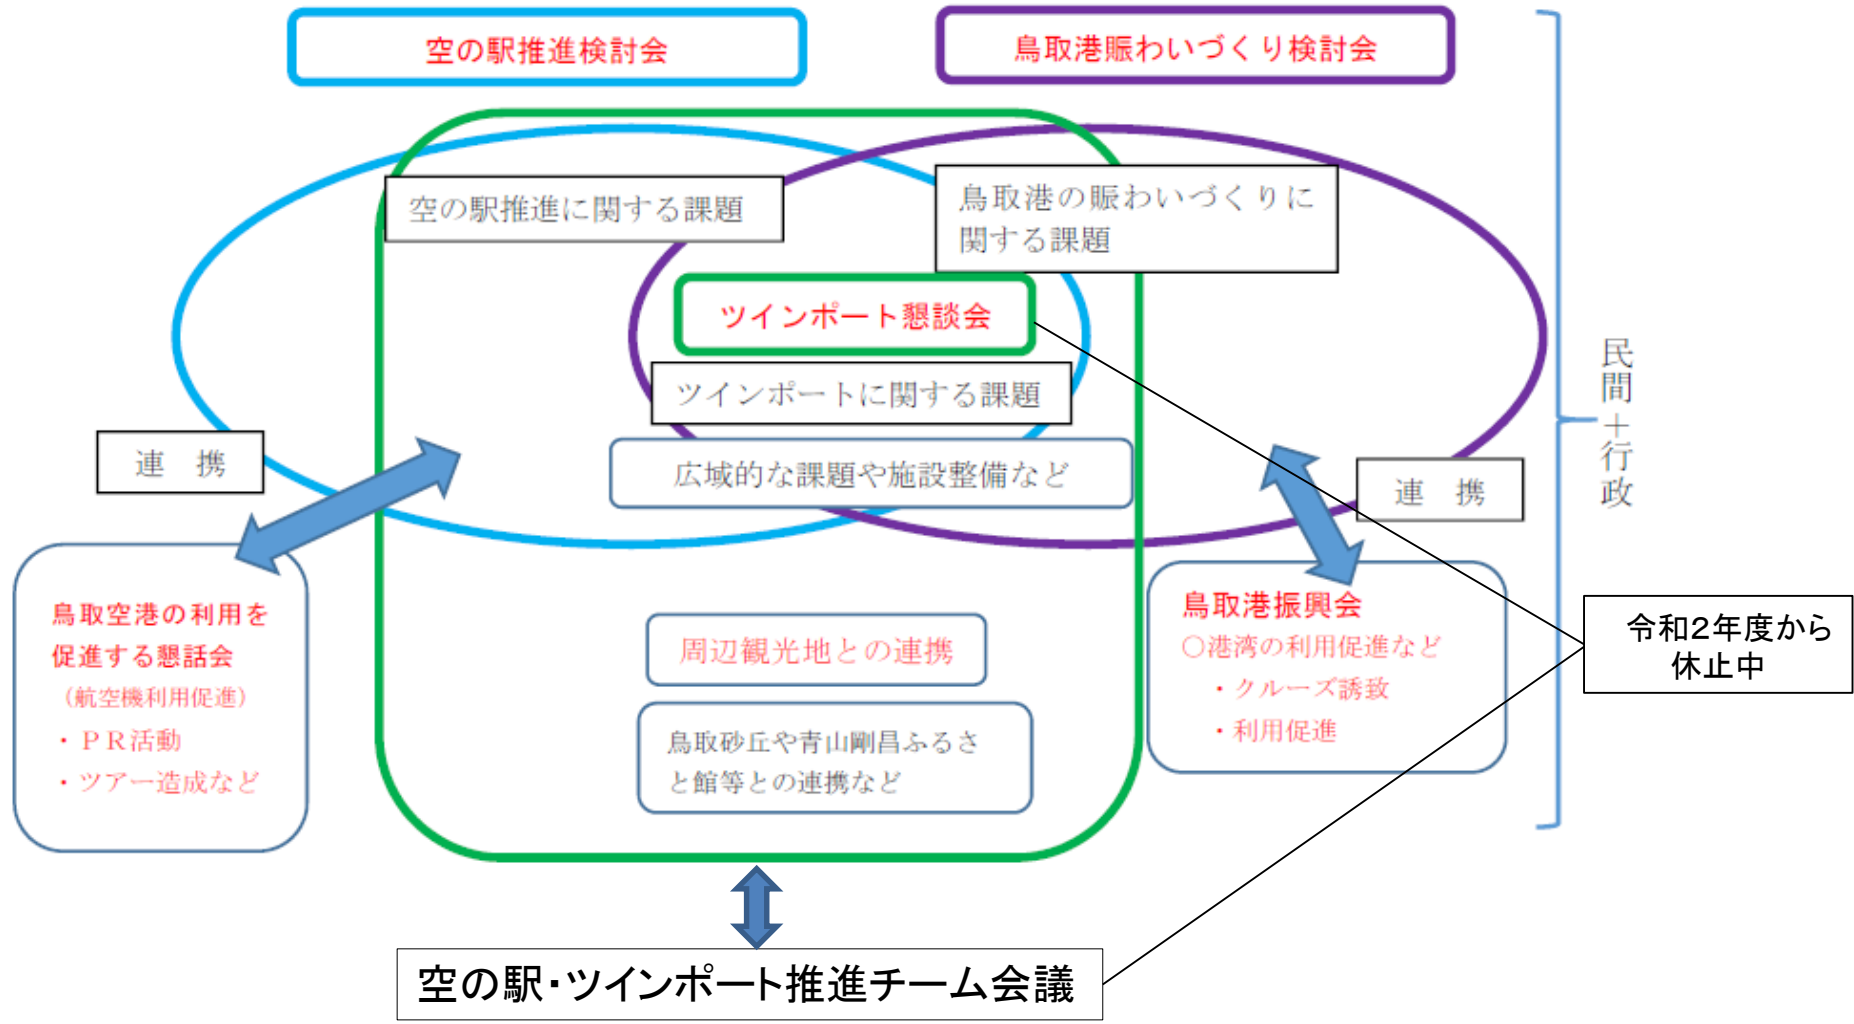 空の駅推進検討会
鳥取港賑わいづくり検討会
空の駅推進に関する課題
鳥取港の賑わいづくりに
関する課題
ツインポート懇談会
ツインポートに関する課題
広域的な課題や施設整備など
連　携
連　携
民間＋行政
鳥取空港の利用を
促進する懇話会
（航空機利用促進）
・ＰＲ活動
・ツアー造成など
周辺観光地との連携
鳥取砂丘や青山剛昌ふるさ
と館等との連携など
鳥取港振興会
○港湾の利用促進など
・クルーズ誘致
・利用促進
令和２年度から
休止中
空の駅・ツインポート推進チーム会議